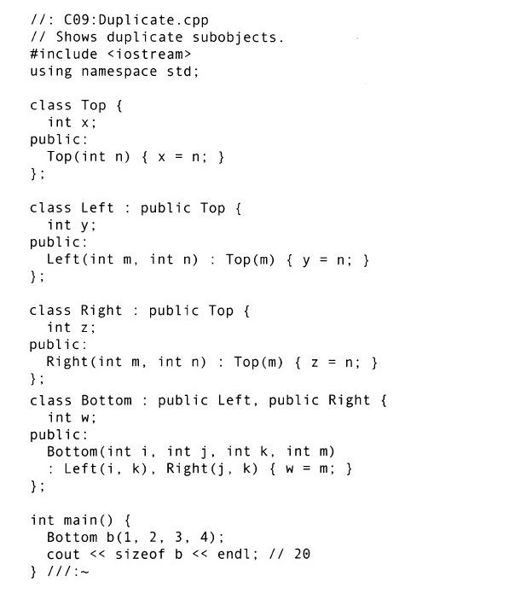 //: C09:Duplicate.cpp
// Shows duplicate subobjects.
#include <iostream>
using namespace std;

class Top {
  int x;
public:
  Top(int n) { x = n; }
};

class Left : public Top {
  int y;
public:
  Left(int m, int n) : Top(m) { y = n; }
};

class Right : public Top {
  int z;
public:
  Right(int m, int n) : Top(m) { z = n; }
};
class Bottom : public Left, public Right {
  int w;
public:
  Bottom(int i, int j, int k, int m)
  : Left(i, k), Right(j, k) { w = m; }
};

int main() {
  Bottom b(1, 2, 3, 4);
  cout << sizeof b << endl; // 20
} ///:~